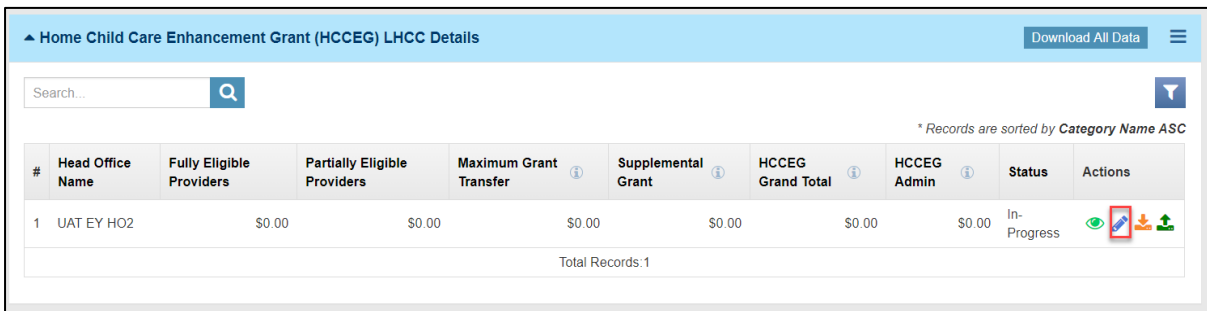 Home Child Care Enhancement Grant (HCCEG) LHCC Details
Download All Data
Search...
* Records are sorted by Category Name ASC
# Head Office Name Fully Eligible Providers Partially Eligible Providers Maximum Grant Transfer Supplemental Grant HCCEG Grand Total HCCEG Admin Status Actions
1 UAT EY HO2 $0.00 $0.00 $0.00 $0.00 $0.00 $0.00 In-Progress
Total Records:1